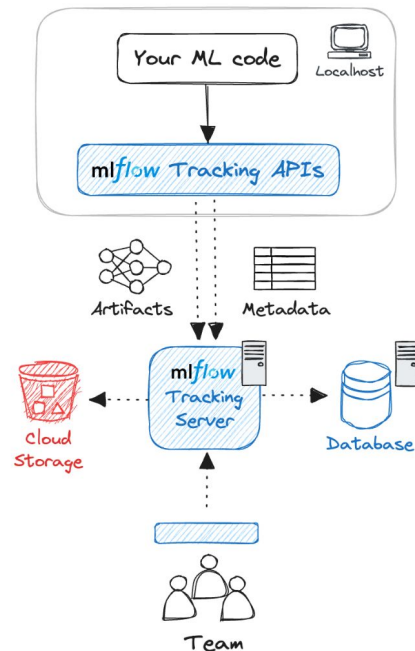 Your ML code
Localhost
mlflow Tracking APIs
Artifacts
Metadata
mlflow
Tracking
Server
Cloud
Storage
Database
Team